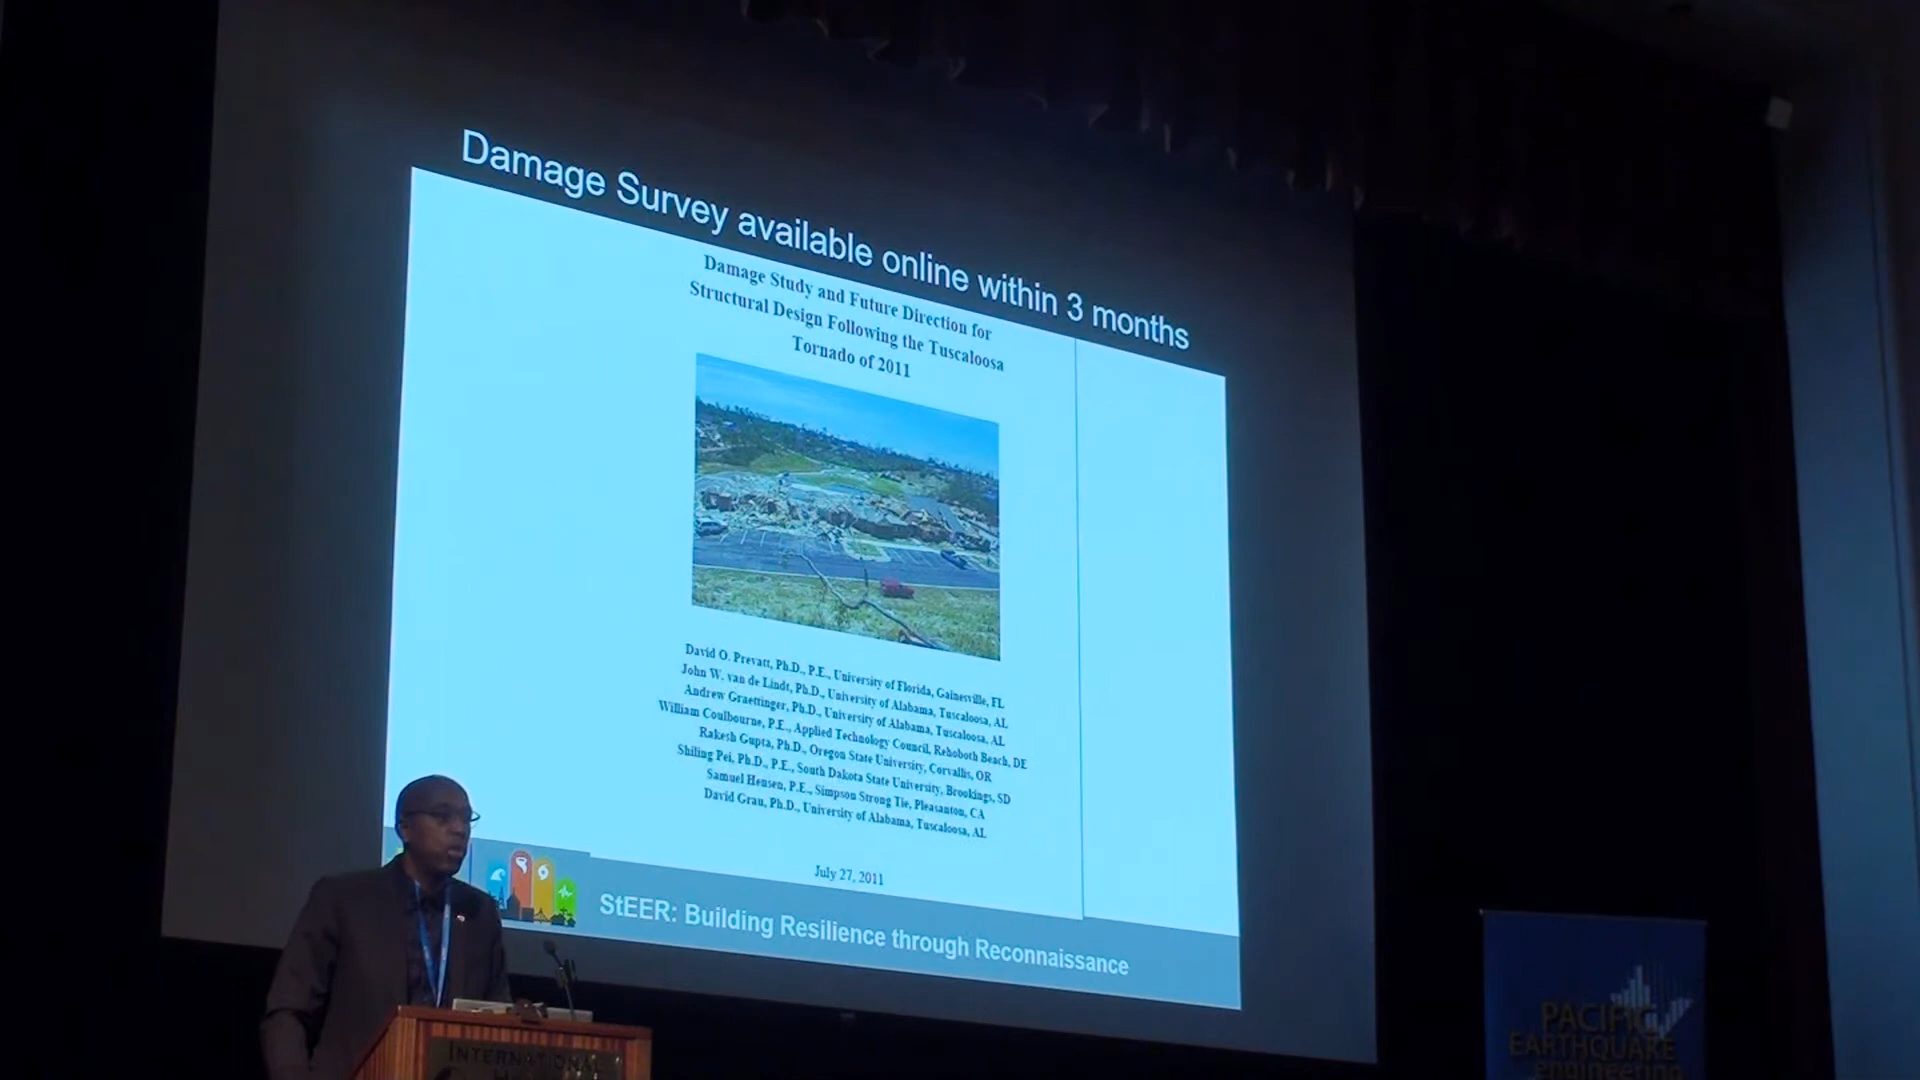 Damage Survey available online within 3 months
Damage Study and Future Direction for
Structural Design Following the Tuscaloosa
Tornado of 2011
David O. Prevatt, Ph.D., P.E., University of Florida, Gainesville, FL
John W. van de Lindt, Ph.D., University of Alabama, Tuscaloosa, AL
Andrew Graettinger, Ph.D., University of Alabama, Tuscaloosa, AL
William Coulbourne, P.E., Applied Technology Council, Rehoboth Beach, DE
Rakesh Gupta, Ph.D., Oregon State University, Corvallis, OR
Shiling Pei, Ph.D., P.E., South Dakota State University, Brookings, SD
Samuel Hensen, P.E., Simpson Strong Tie, Pleasanton, CA
David Grau, Ph.D., University of Alabama, Tuscaloosa, AL
July 27, 2011
StEER: Building Resilience through Reconnaissance
INTERNATIONAL
PACIFIC
EARTHQUAKE
engineering